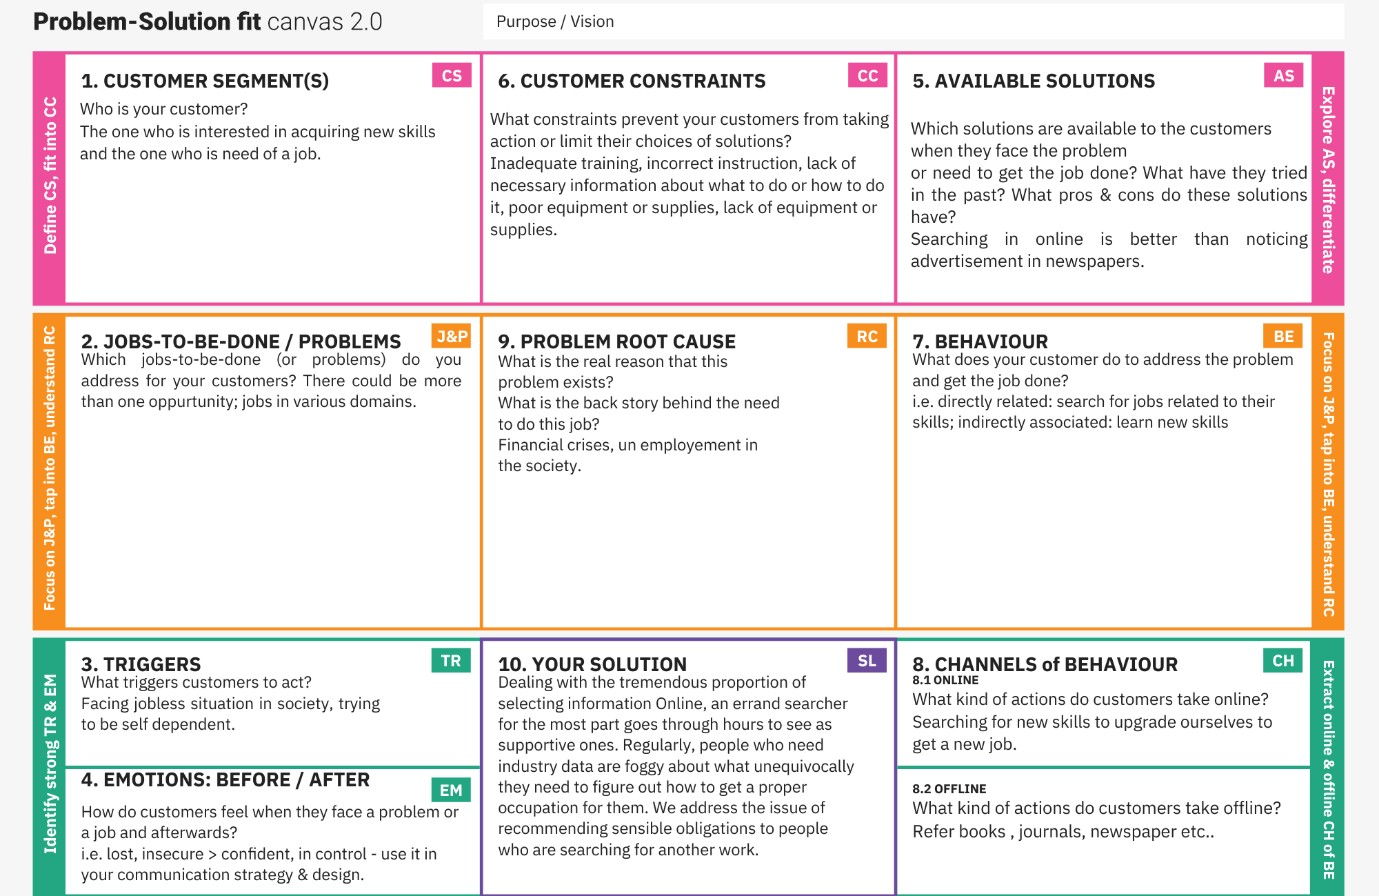 Problem-Solution fit canvas 2.0
Purpose / Vision
Define CS, fit into CC
1. CUSTOMER SEGMENT(S)
CS
Who is your customer?
The one who is interested in acquiring new skills
and the one who is need of a job.
6. CUSTOMER CONSTRAINTS
CC
What constraints prevent your customers from taking
action or limit their choices of solutions?
Inadequate training, incorrect instruction, lack of
necessary information about what to do or how to do
it, poor equipment or supplies, lack of equipment or
supplies.
5. AVAILABLE SOLUTIONS
AS
Which solutions are available to the customers
when they face the problem
or need to get the job done? What have they tried
in the past? What pros & cons do these solutions
have?
Searching in online is better than noticing
advertisement in newspapers.
Explore AS, differentiate
Focus on J&P, tap into BE, understand RC
2. JOBS-TO-BE-DONE / PROBLEMS
J&P
Which jobs-to-be-done (or problems) do you
address for your customers? There could be more
than one oppurtunity; jobs in various domains.
9. PROBLEM ROOT CAUSE
RC
What is the real reason that this
problem exists?
What is the back story behind the need
to do this job?
Financial crises, un employement in
the society.
7. BEHAVIOUR
BE
What does your customer do to address the problem
and get the job done?
i.e. directly related: search for jobs related to their
skills; indirectly associated: learn new skills
Focus on J&P, tap into BE, understand RC
Identify strong TR & EM
3. TRIGGERS
TR
What triggers customers to act?
Facing jobless situation in society, trying
to be self dependent.
4. EMOTIONS: BEFORE / AFTER
EM
How do customers feel when they face a problem or
a job and afterwards?
i.e. lost, insecure > confident, in control - use it in
your communication strategy & design.
10. YOUR SOLUTION
SL
Dealing with the tremendous proportion of
selecting information Online, an errand searcher
for the most part goes through hours to see as
supportive ones. Regularly, people who need
industry data are foggy about what unequivocally
they need to figure out how to get a proper
occupation for them. We address the issue of
recommending sensible obligations to people
who are searching for another work.
8. CHANNELS of BEHAVIOUR
CH
8.1 ONLINE
What kind of actions do customers take online?
Searching for new skills to upgrade ourselves to
get a new job.
8.2 OFFLINE
What kind of actions do customers take offline?
Refer books , journals, newspaper etc..
Extract online & offline CH of BE